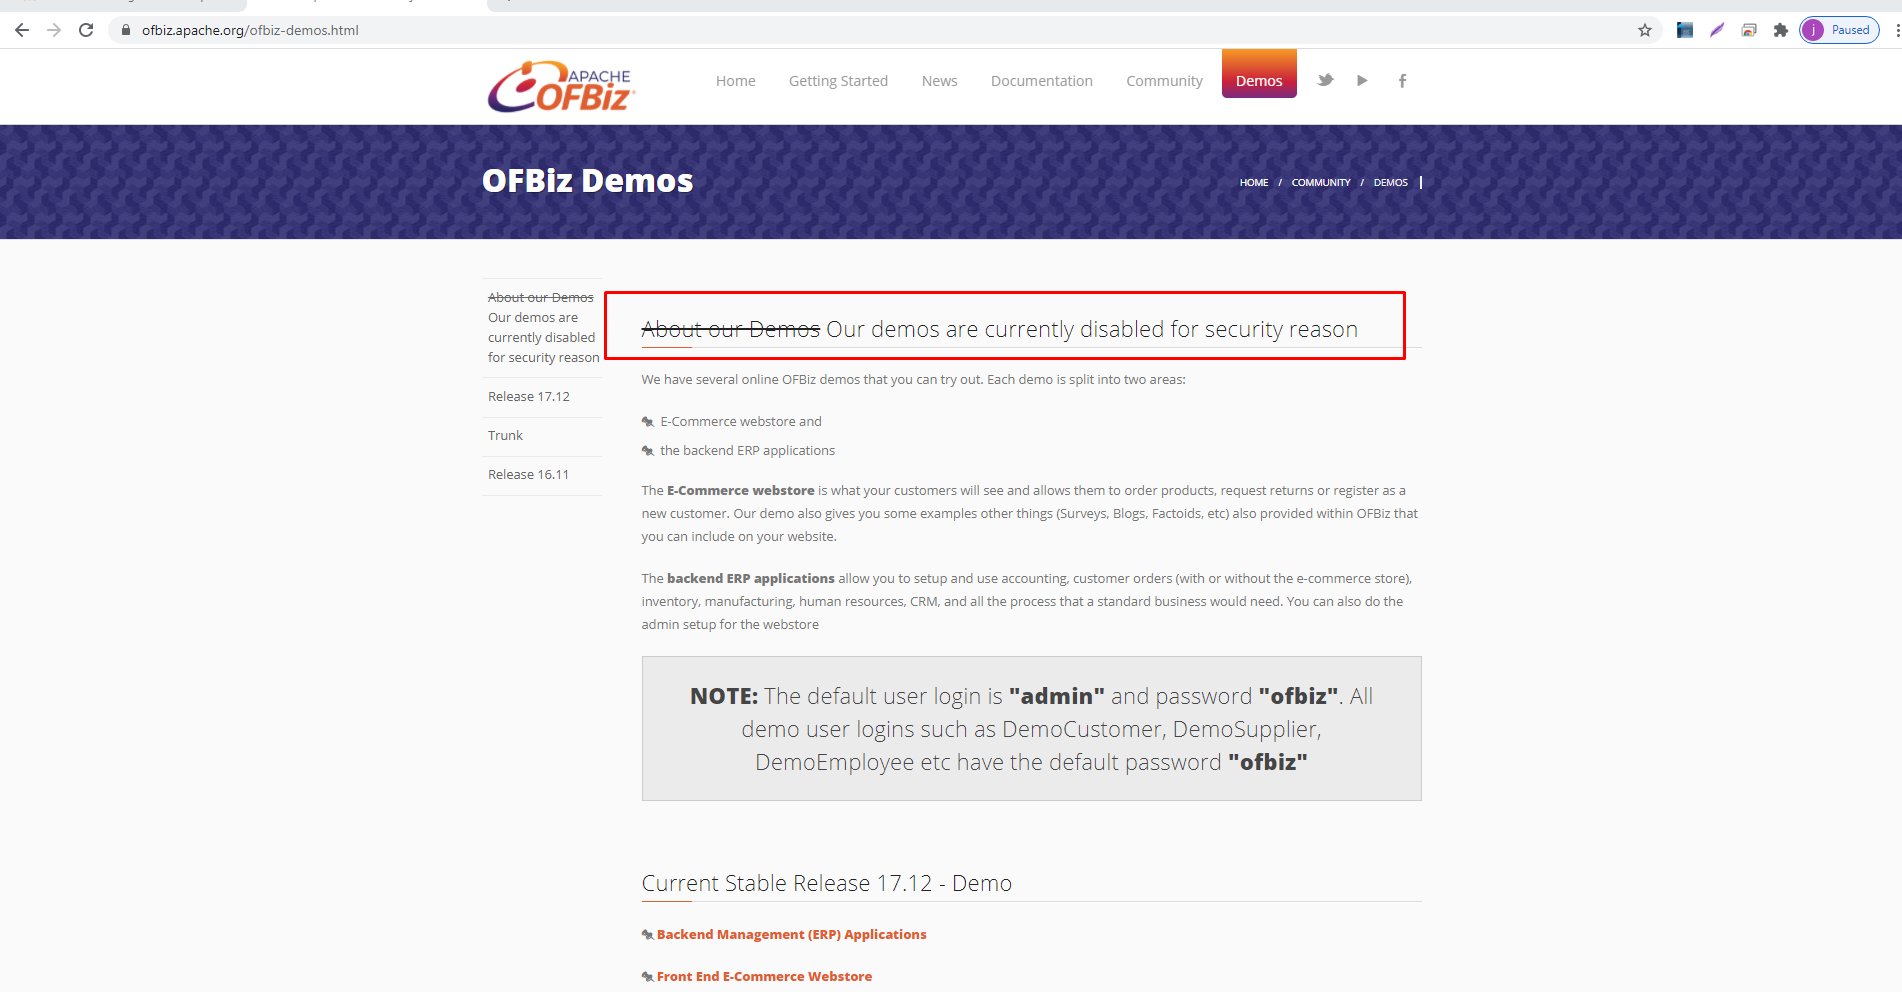 ofbiz.apache.org/ofbiz-demos.html
j Paused
APACHE
OFBiz
Home Getting Started News Documentation Community Demos
OFBiz Demos
HOME / COMMUNITY / DEMOS
About our Demos
Our demos are
currently disabled
for security reason
Release 17.12
Trunk
Release 16.11
About our Demos Our demos are currently disabled for security reason
We have several online OFBiz demos that you can try out. Each demo is split into two areas:
E-Commerce webstore and
the backend ERP applications
The E-Commerce webstore is what your customers will see and allows them to order products, request returns or register as a
new customer. Our demo also gives you some examples other things (Surveys, Blogs, Factoids, etc) also provided within OFBiz that
you can include on your website.
The backend ERP applications allow you to setup and use accounting, customer orders (with or without the e-commerce store),
inventory, manufacturing, human resources, CRM, and all the process that a standard business would need. You can also do the
admin setup for the webstore
NOTE: The default user login is "admin" and password "ofbiz". All
demo user logins such as DemoCustomer, DemoSupplier,
DemoEmployee etc have the default password "ofbiz"
Current Stable Release 17.12 - Demo
Backend Management (ERP) Applications
Front End E-Commerce Webstore